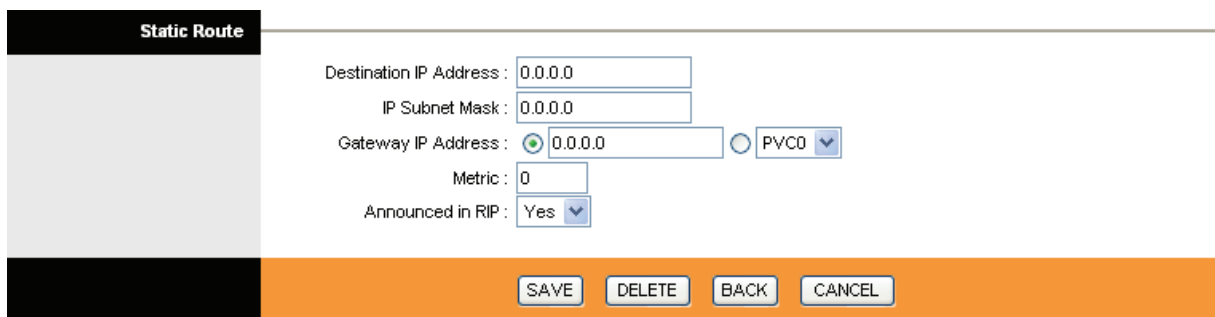 Static Route
Destination IP Address : 0.0.0.0
IP Subnet Mask : 0.0.0.0
Gateway IP Address : 0.0.0.0 PVC0
Metric : 0
Announced in RIP : Yes
SAVE DELETE BACK CANCEL